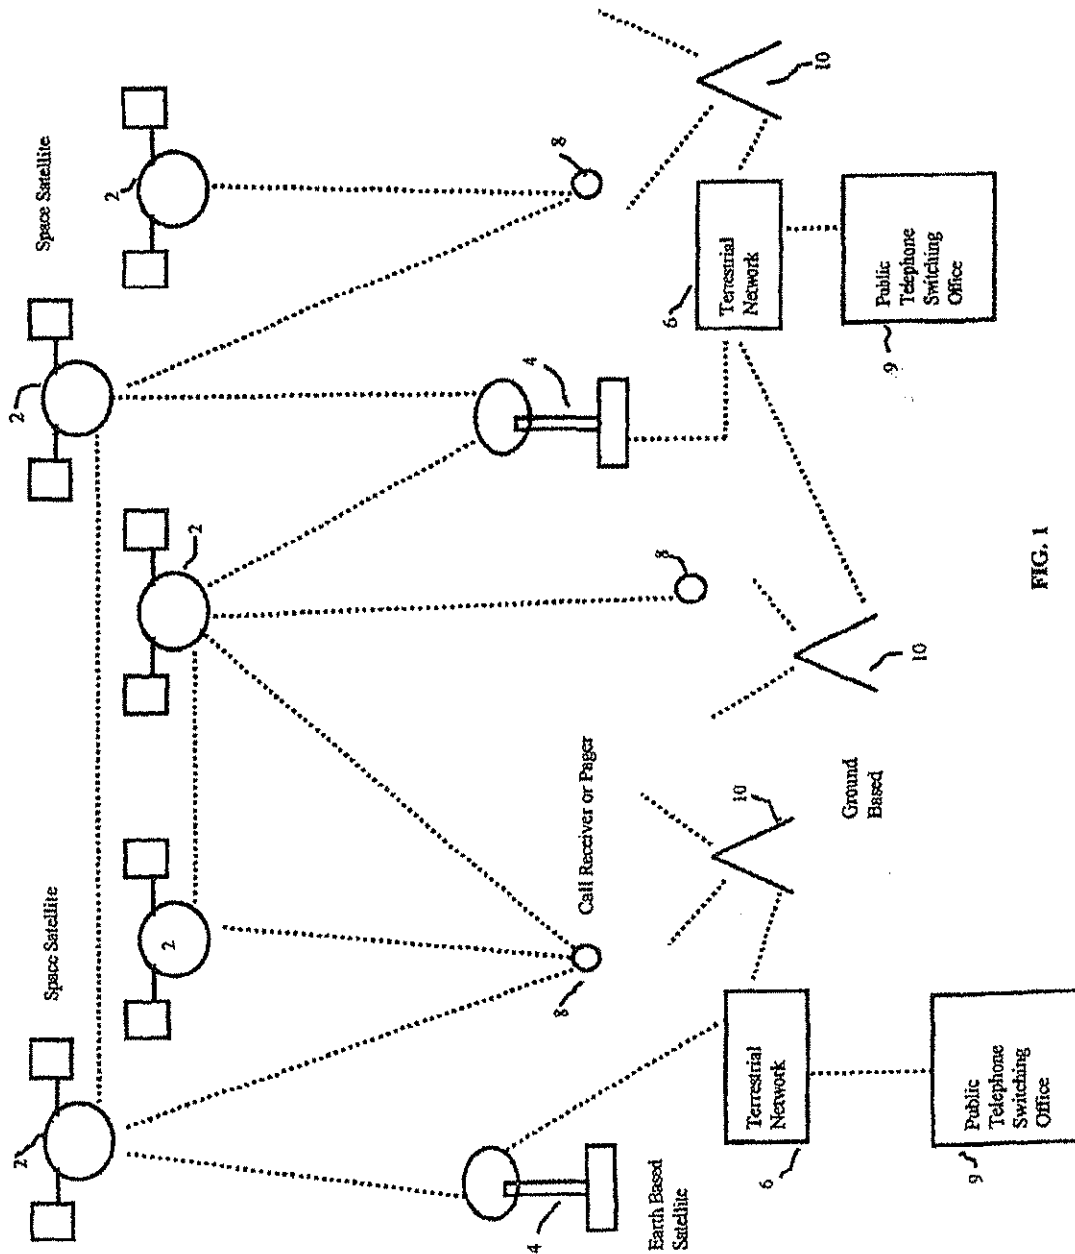 Space Satellite
Space Satellite
2
2
2
2
2
Call Receiver or Pager
8
8
8
4
4
Earth Based
Satellite
10
10
10
Ground
Based
6
Terrestrial
Network
6
Terrestrial
Network
9
Public
Telephone
Switching
Office
9
Public
Telephone
Switching
Office
FIG. 1